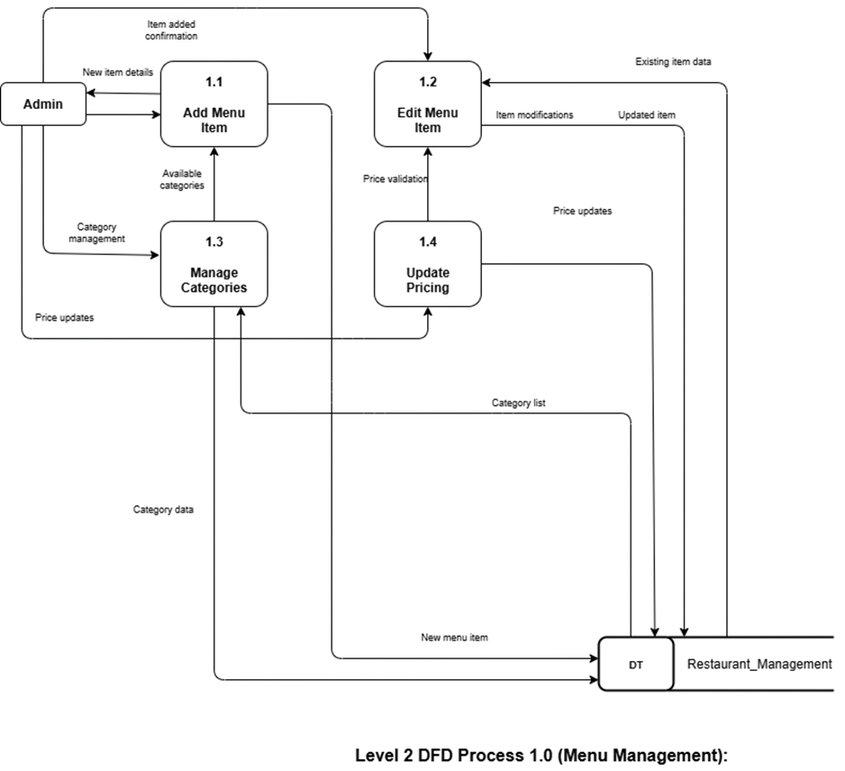 Item added
confirmation
Existing item data
New item details
1.1
Add Menu
Item
1.2
Edit Menu
Item
Admin
Item modifications
Updated item
Available
categories
Price validation
Price updates
Category
management
1.3
Manage
Categories
1.4
Update
Pricing
Price updates
Category list
Category data
New menu item
DT
Restaurant_Management
Level 2 DFD Process 1.0 (Menu Management):